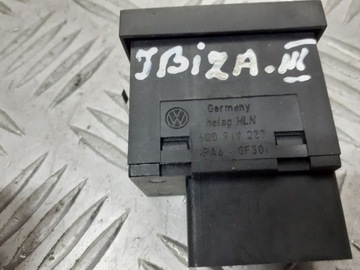 IBIZA. III
Germany
helag HLN
6Q0 919 237
>PA6 GF30<